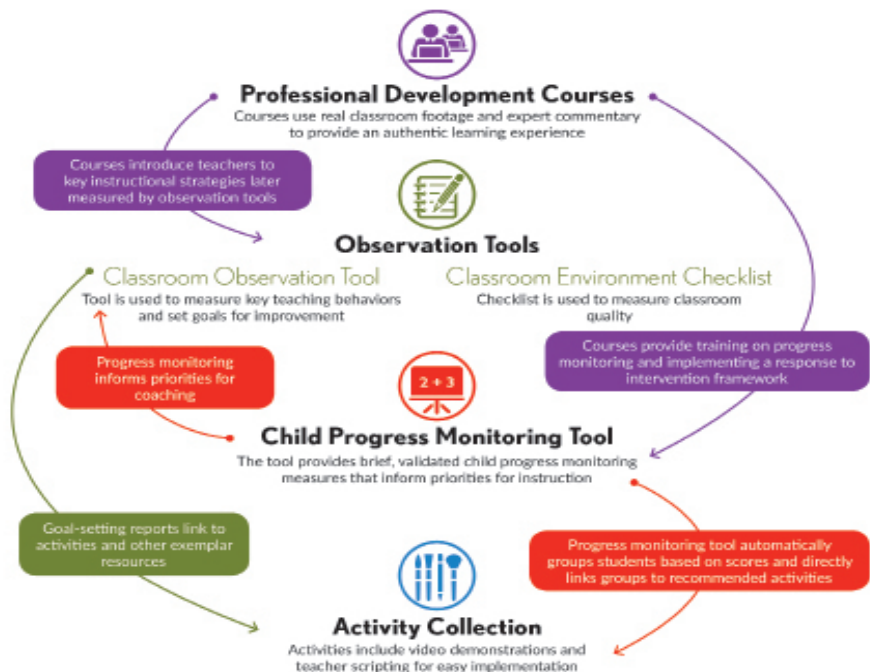 Professional Development Courses
Courses use real classroom footage and expert commentary
to provide an authentic learning experience
Courses introduce teachers to
key instructional strategies later
measured by observation tools
Observation Tools
Classroom Observation Tool
Tool is used to measure key teaching behaviors
and set goals for improvement
Classroom Environment Checklist
Checklist is used to measure classroom
quality
Courses provide training on progress
monitoring and implementing a response to
intervention framework
Progress monitoring
informs priorities for
coaching
2 + 3
Child Progress Monitoring Tool
The tool provides brief, validated child progress monitoring
measures that inform priorities for instruction
Goal-setting reports link to
activities and other exemplar
resources
Progress monitoring tool automatically
groups students based on scores and directly
links groups to recommended activities
Activity Collection
Activities include video demonstrations and
teacher scripting for easy implementation